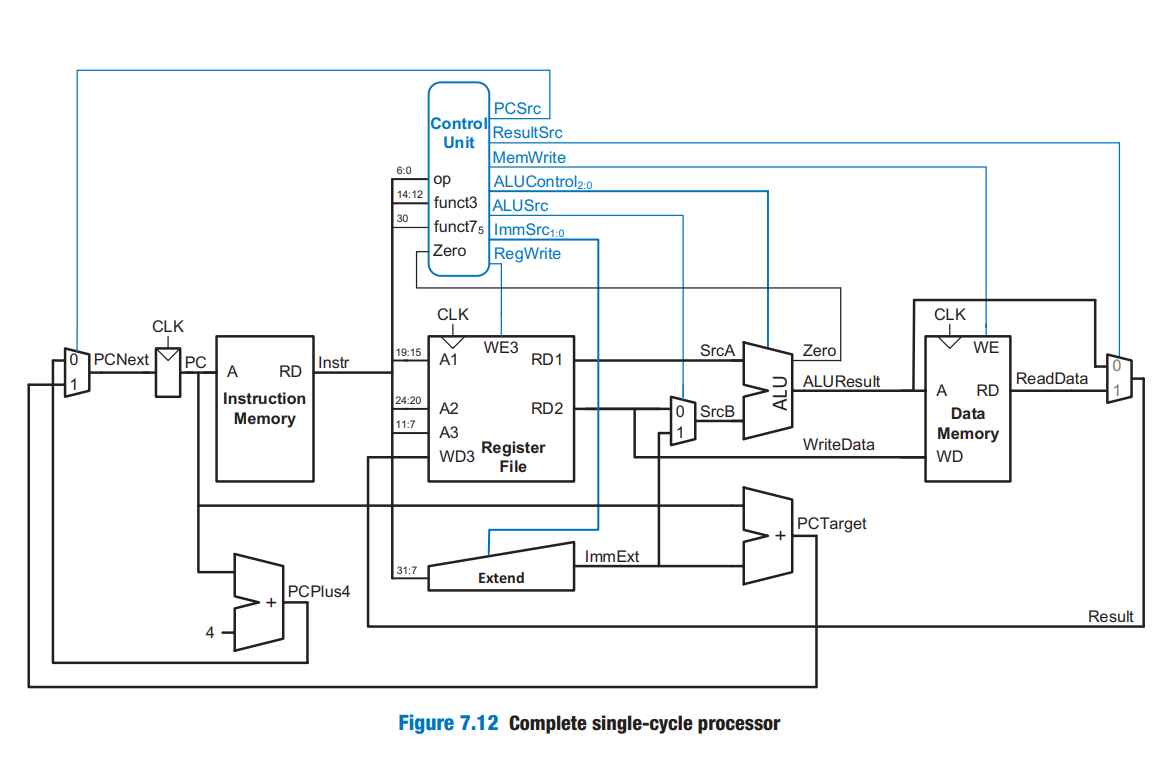 PCSrc
Control
Unit
ResultSrc
MemWrite
6:0
op
ALUControl2:0
14:12
funct3
ALUSrc
30
funct75
ImmSrc1:0
Zero
RegWrite
CLK
CLK
CLK
0
PCNext
1
PC
A
RD
Instruction
Memory
Instr
19:15
A1
WE3
RD1
24:20
A2
RD2
11:7
A3
WD3
Register
File
SrcA
0
SrcB
1
ALU
Zero
ALUResult
WriteData
WE
A
RD
Data
Memory
WD
ReadData
0
1
+
PCTarget
31:7
Extend
ImmExt
+
PCPlus4
4
Result
Figure 7.12 Complete single-cycle processor